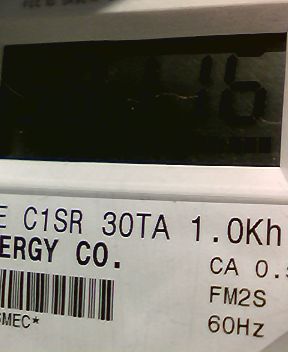 16
E C1SR 30TA 1.0Kh
ERGY CO.
CA 0.
FM2S
SMEC*
60Hz